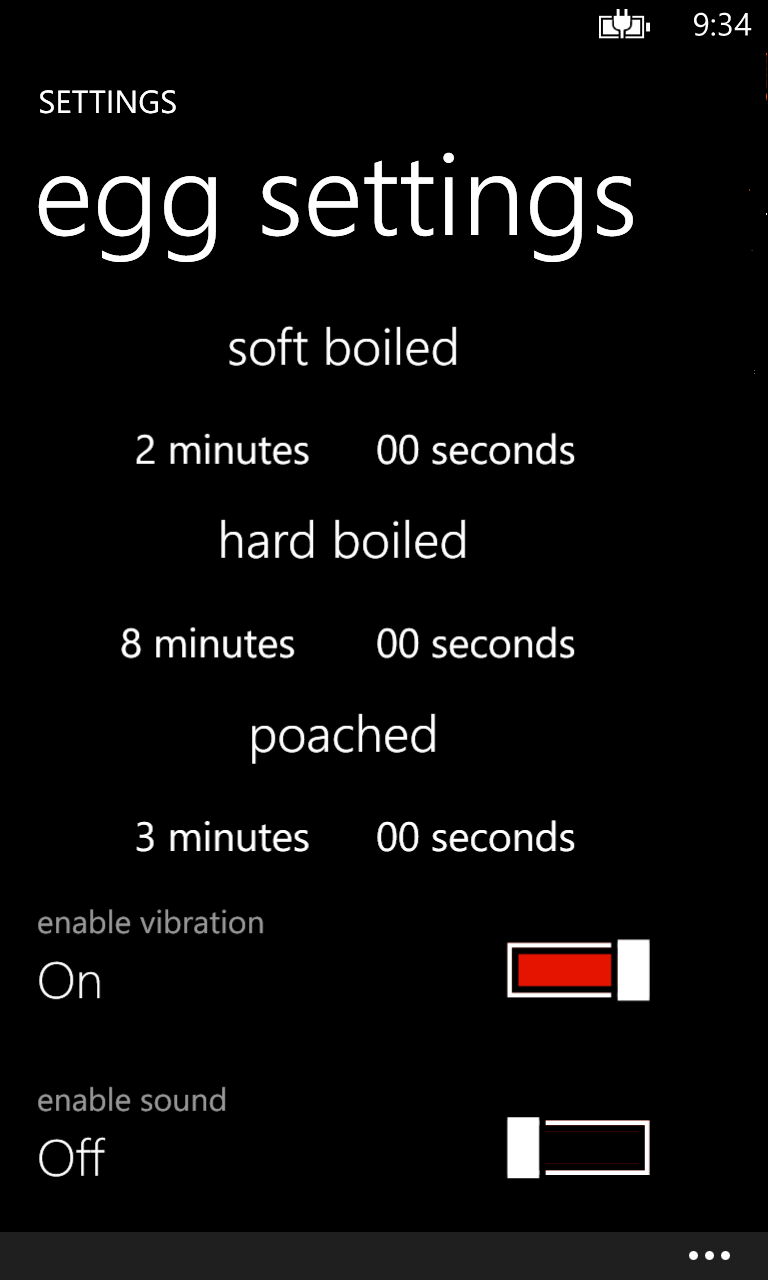 9:34
SETTINGS
egg settings
soft boiled
2 minutes 00 seconds
hard boiled
8 minutes 00 seconds
poached
3 minutes 00 seconds
enable vibration
On
enable sound
Off